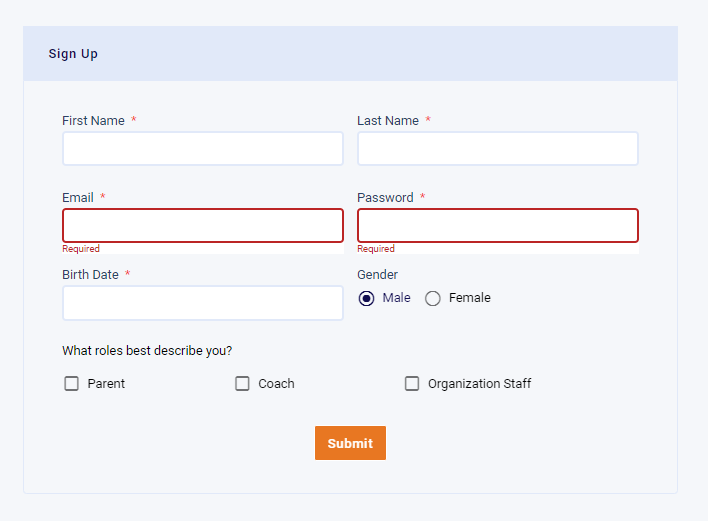 Sign Up
First Name *
Last Name *
Email *
Password *
Required
Required
Birth Date *
Gender
Male
Female
What roles best describe you?
Parent
Coach
Organization Staff
Submit